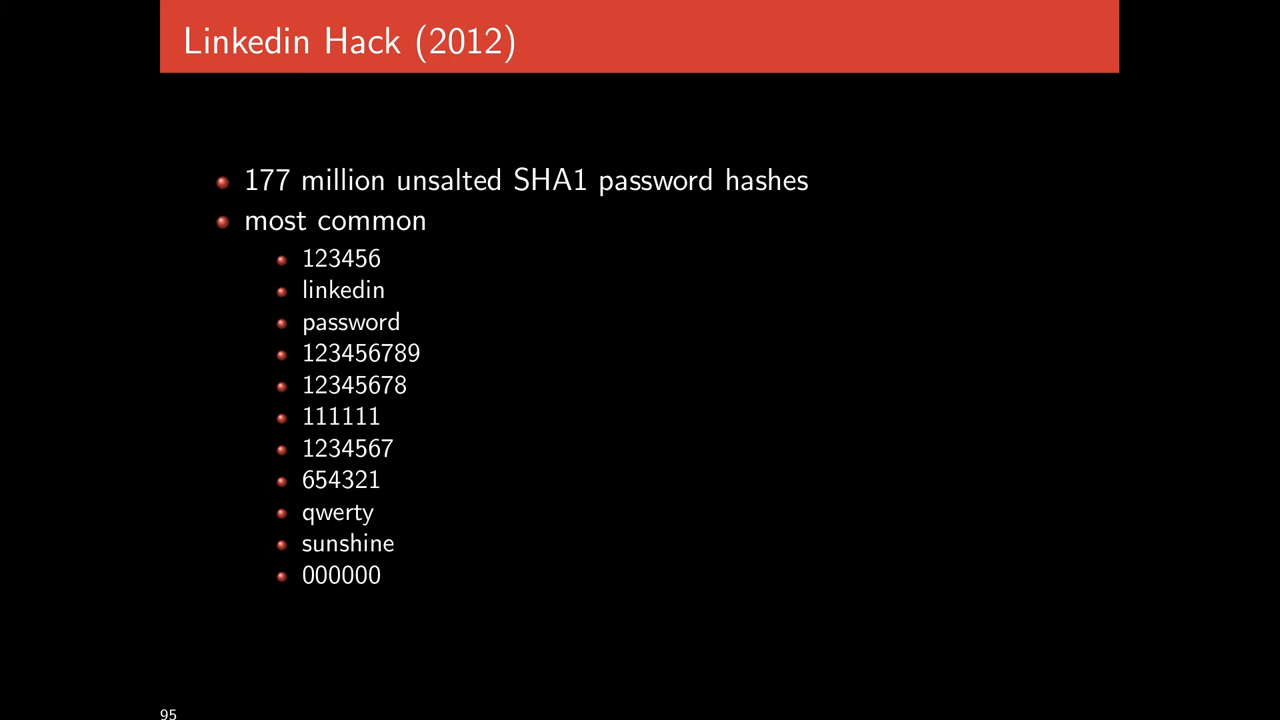 Linkedin Hack (2012)
177 million unsalted SHA1 password hashes
most common
123456
linkedin
password
123456789
12345678
111111
1234567
654321
qwerty
sunshine
000000
95